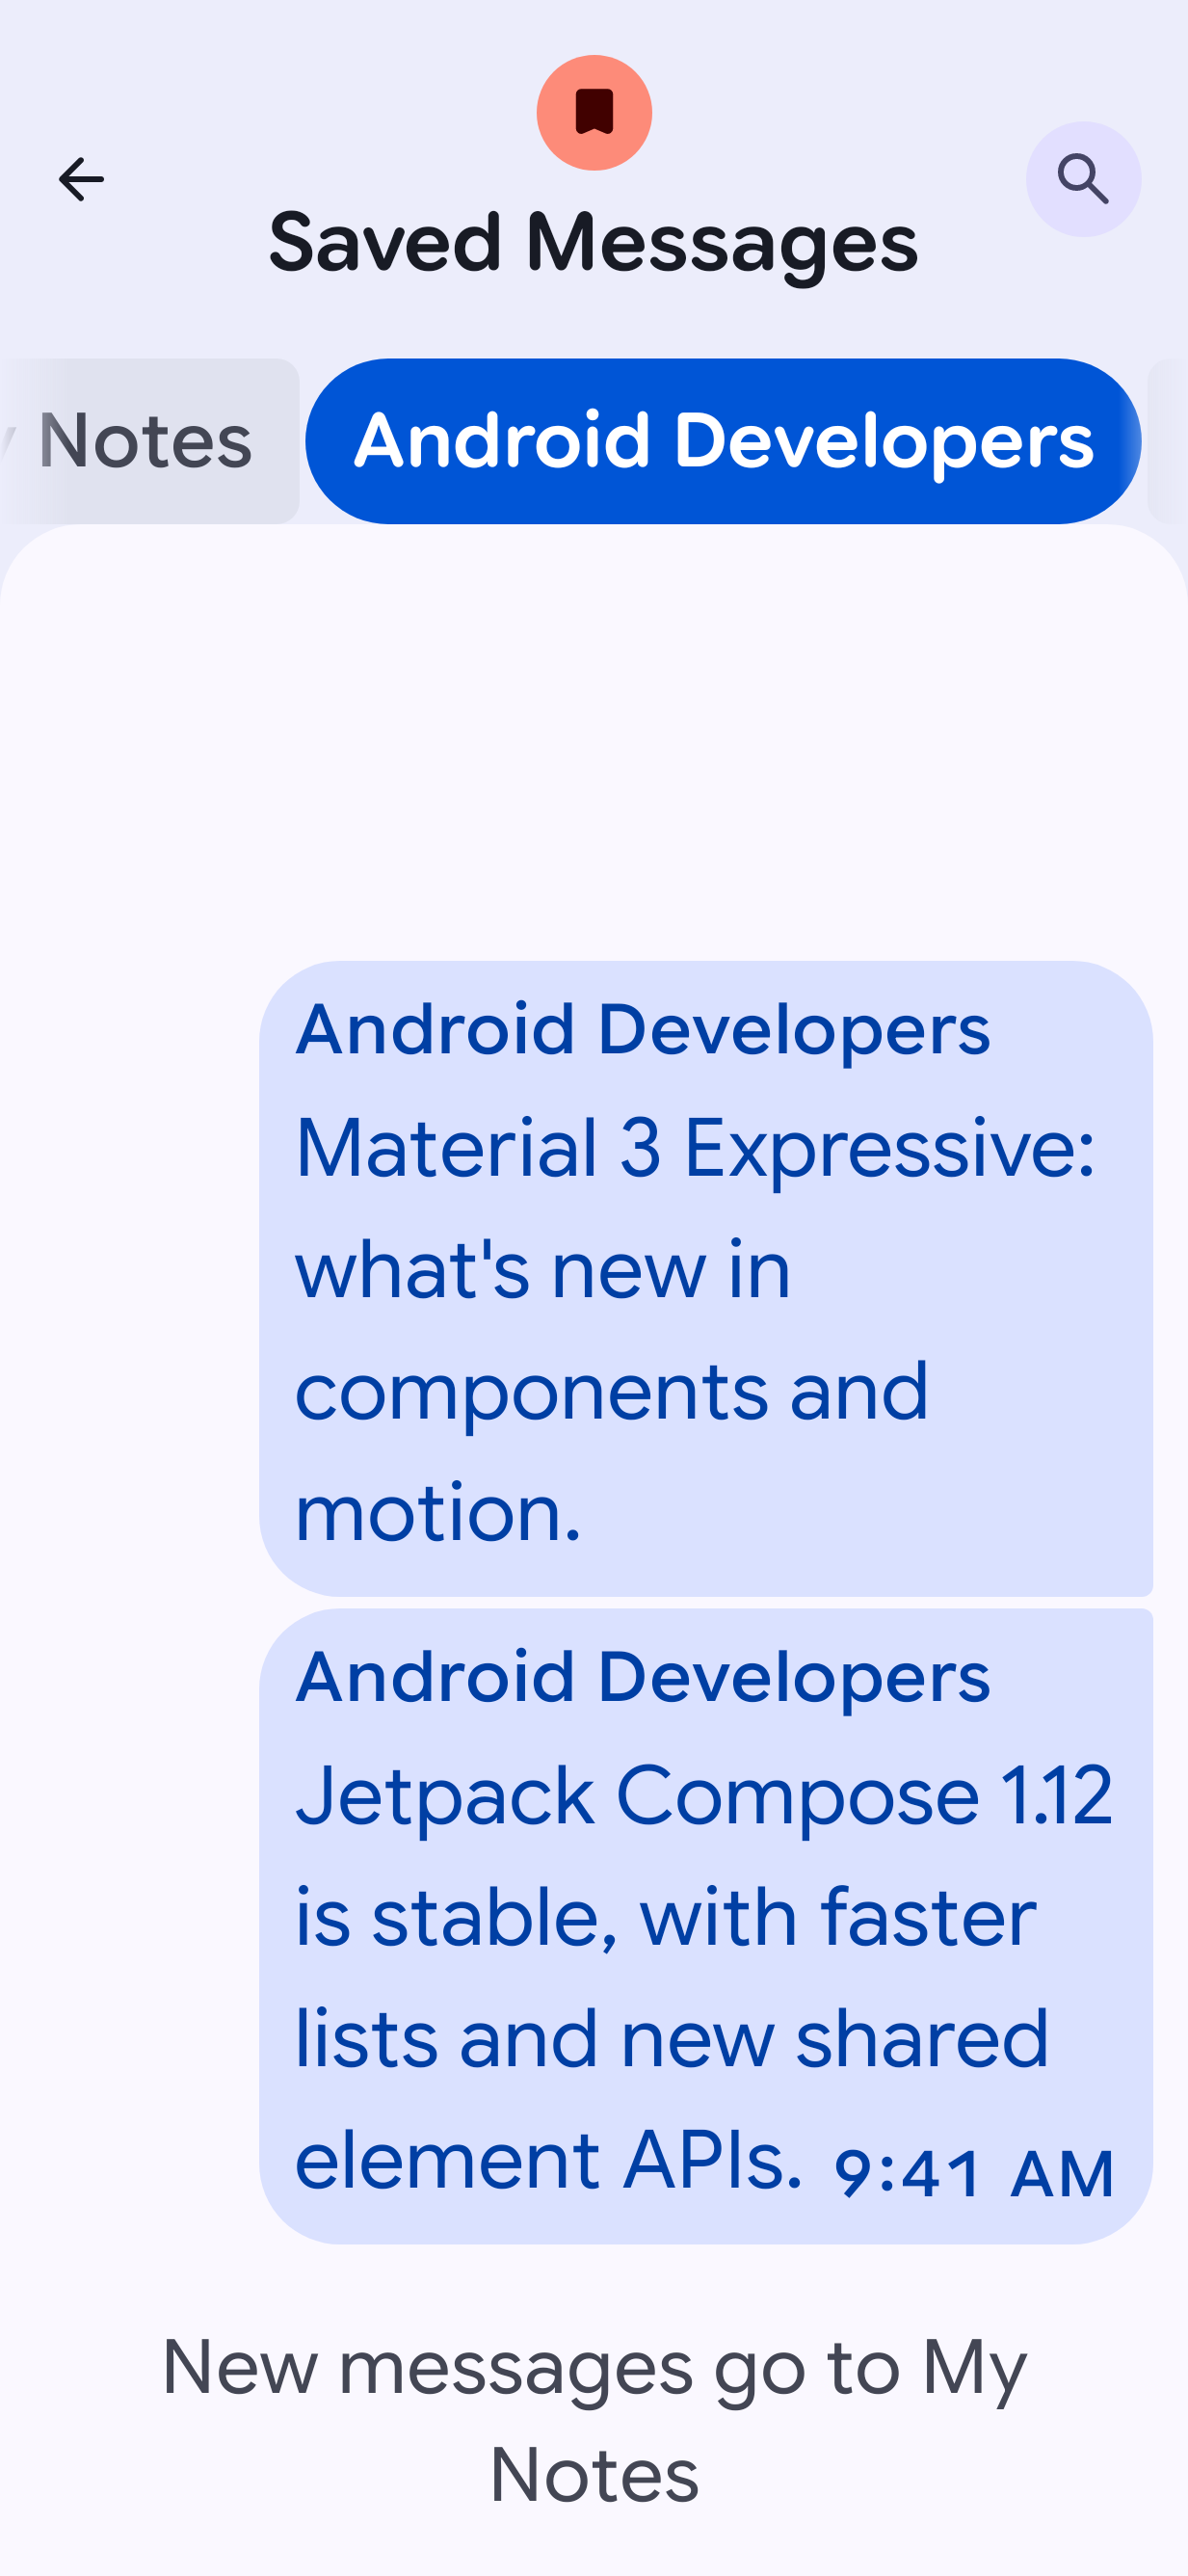 Saved Messages
Notes
Android Developers
Android Developers
Material 3 Expressive:
what's new in
components and
motion.
Android Developers
Jetpack Compose 1.12
is stable, with faster
lists and new shared
element APIs. 9:41 AM
New messages go to My
Notes